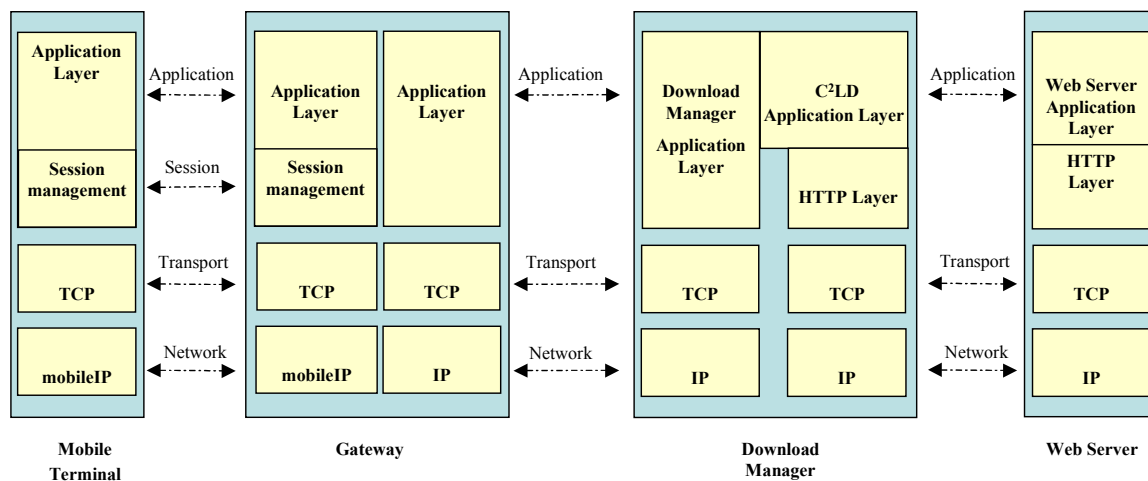 Application
Layer
Session
management
TCP
mobileIP
Mobile
Terminal
Application
Session
Transport
Network
Application
Layer
Session
management
TCP
mobileIP
Application
Layer
TCP
IP
Gateway
Application
Transport
Network
Download
Manager
Application
Layer
TCP
IP
C²LD
Application Layer
HTTP Layer
TCP
IP
Download
Manager
Application
Transport
Network
Web Server
Application
Layer
HTTP
Layer
TCP
IP
Web Server